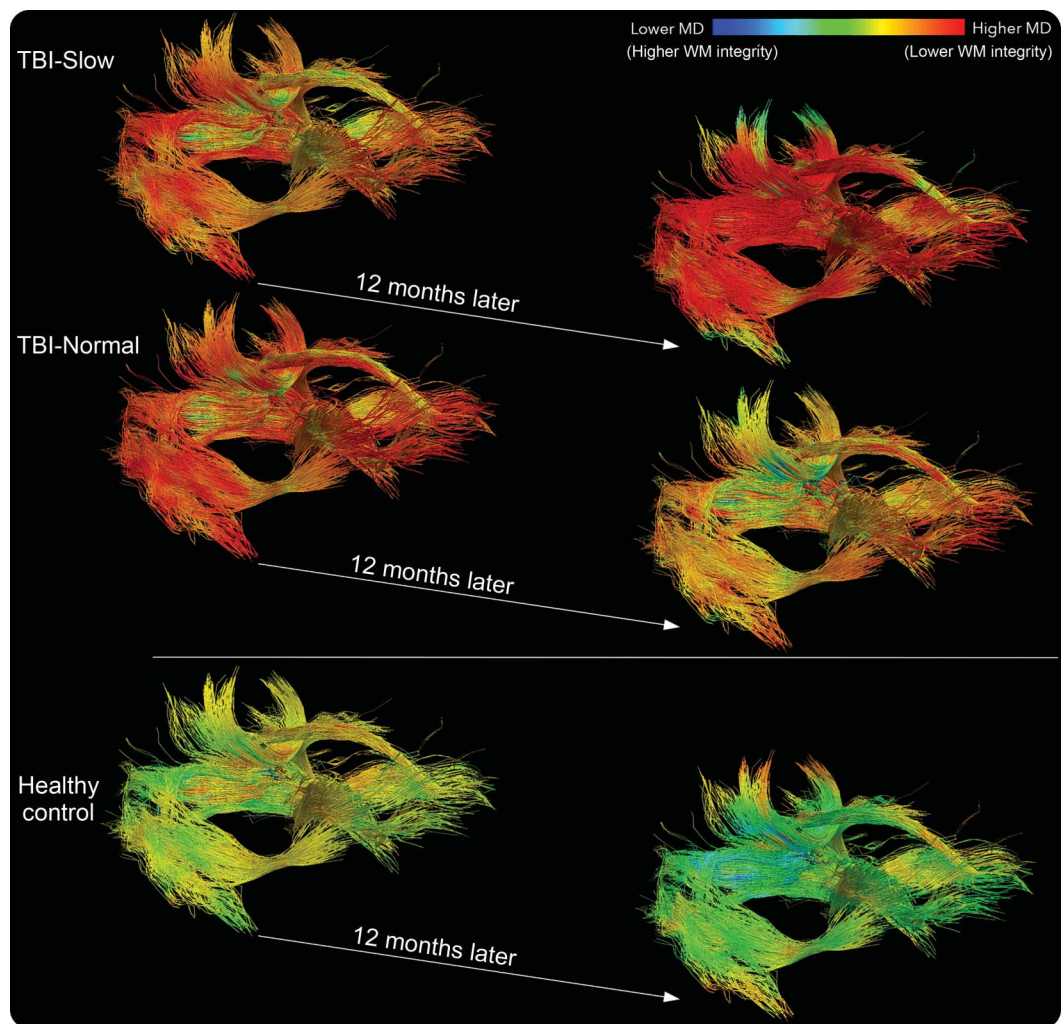 Lower MD
Higher MD
(Higher WM integrity)
(Lower WM integrity)
TBI-Slow
12 months later
TBI-Normal
12 months later
Healthy
control
12 months later